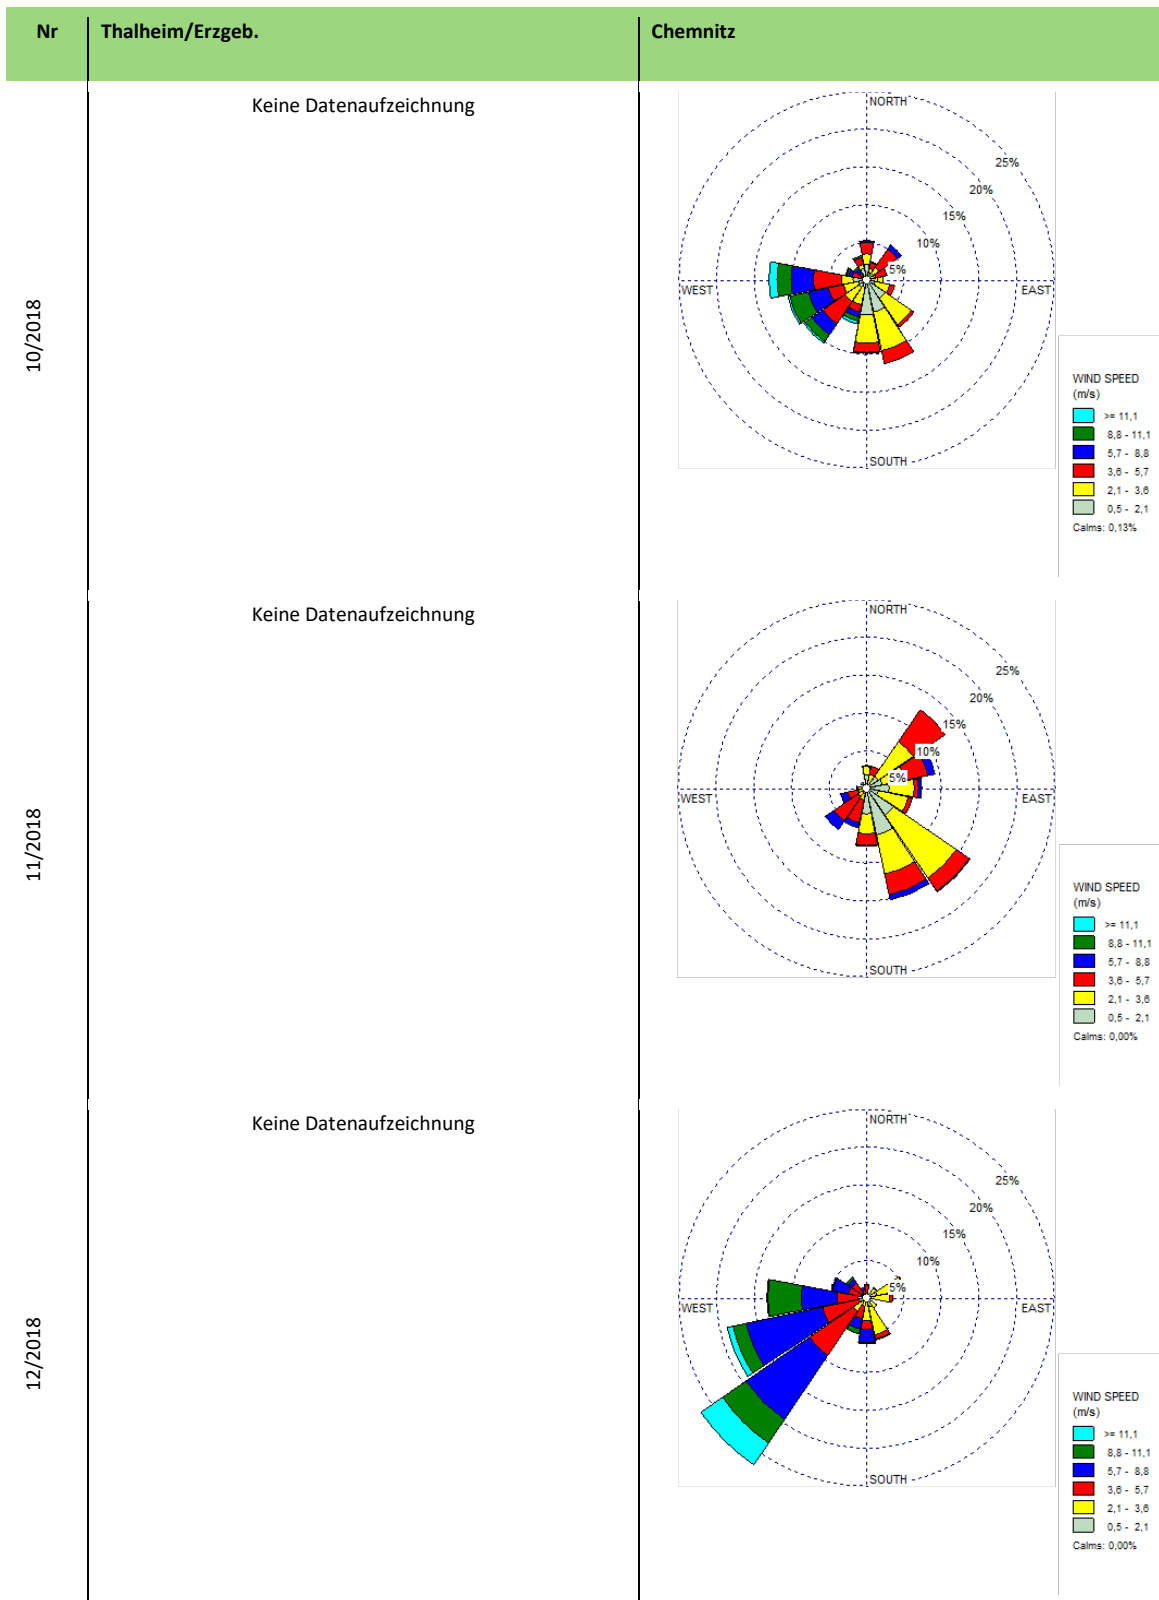 Nr Thalheim/Erzgeb. Chemnitz
10/2018
Keine Datenaufzeichnung
NORTH
25%
20%
15%
10%
5%
WEST
EAST
SOUTH
WIND SPEED
(m/s)
>= 11,1
8,8 - 11,1
5,7 - 8,8
3,6 - 5,7
2,1 - 3,6
0,5 - 2,1
Calms: 0,13%
11/2018
Keine Datenaufzeichnung
NORTH
25%
20%
15%
10%
5%
WEST
EAST
SOUTH
WIND SPEED
(m/s)
>= 11,1
8,8 - 11,1
5,7 - 8,8
3,6 - 5,7
2,1 - 3,6
0,5 - 2,1
Calms: 0,00%
12/2018
Keine Datenaufzeichnung
NORTH
25%
20%
15%
10%
5%
WEST
EAST
SOUTH
WIND SPEED
(m/s)
>= 11,1
8,8 - 11,1
5,7 - 8,8
3,6 - 5,7
2,1 - 3,6
0,5 - 2,1
Calms: 0,00%